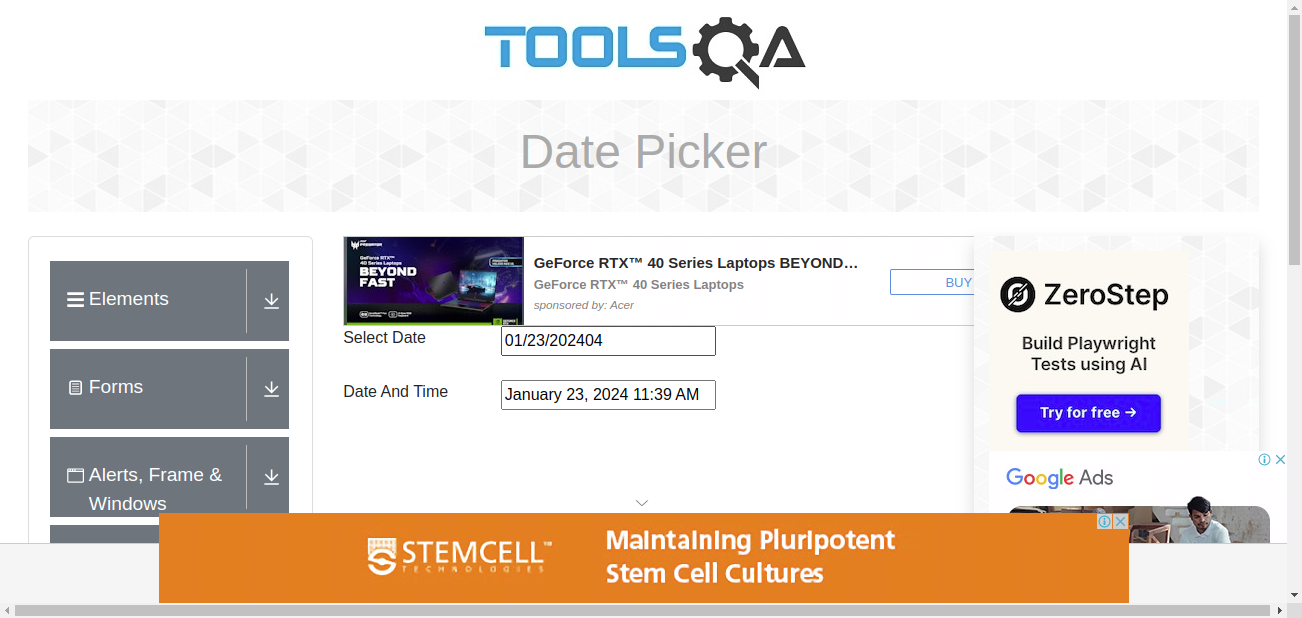 TOOLSQA
Date Picker
Elements
Forms
Alerts, Frame &
Windows
PREDATOR
GeForce RTX™
40 Series Laptops
BEYOND
FAST
GeForce RTX™ 40 Series Laptops BEYOND…
GeForce RTX™ 40 Series Laptops
sponsored by: Acer
BUY
Select Date
01/23/202404
Date And Time
January 23, 2024 11:39 AM
ZeroStep
Build Playwright
Tests using AI
Try for free →
Google Ads
STEMCELL™
TECHNOLOGIES
Maintaining Pluripotent
Stem Cell Cultures